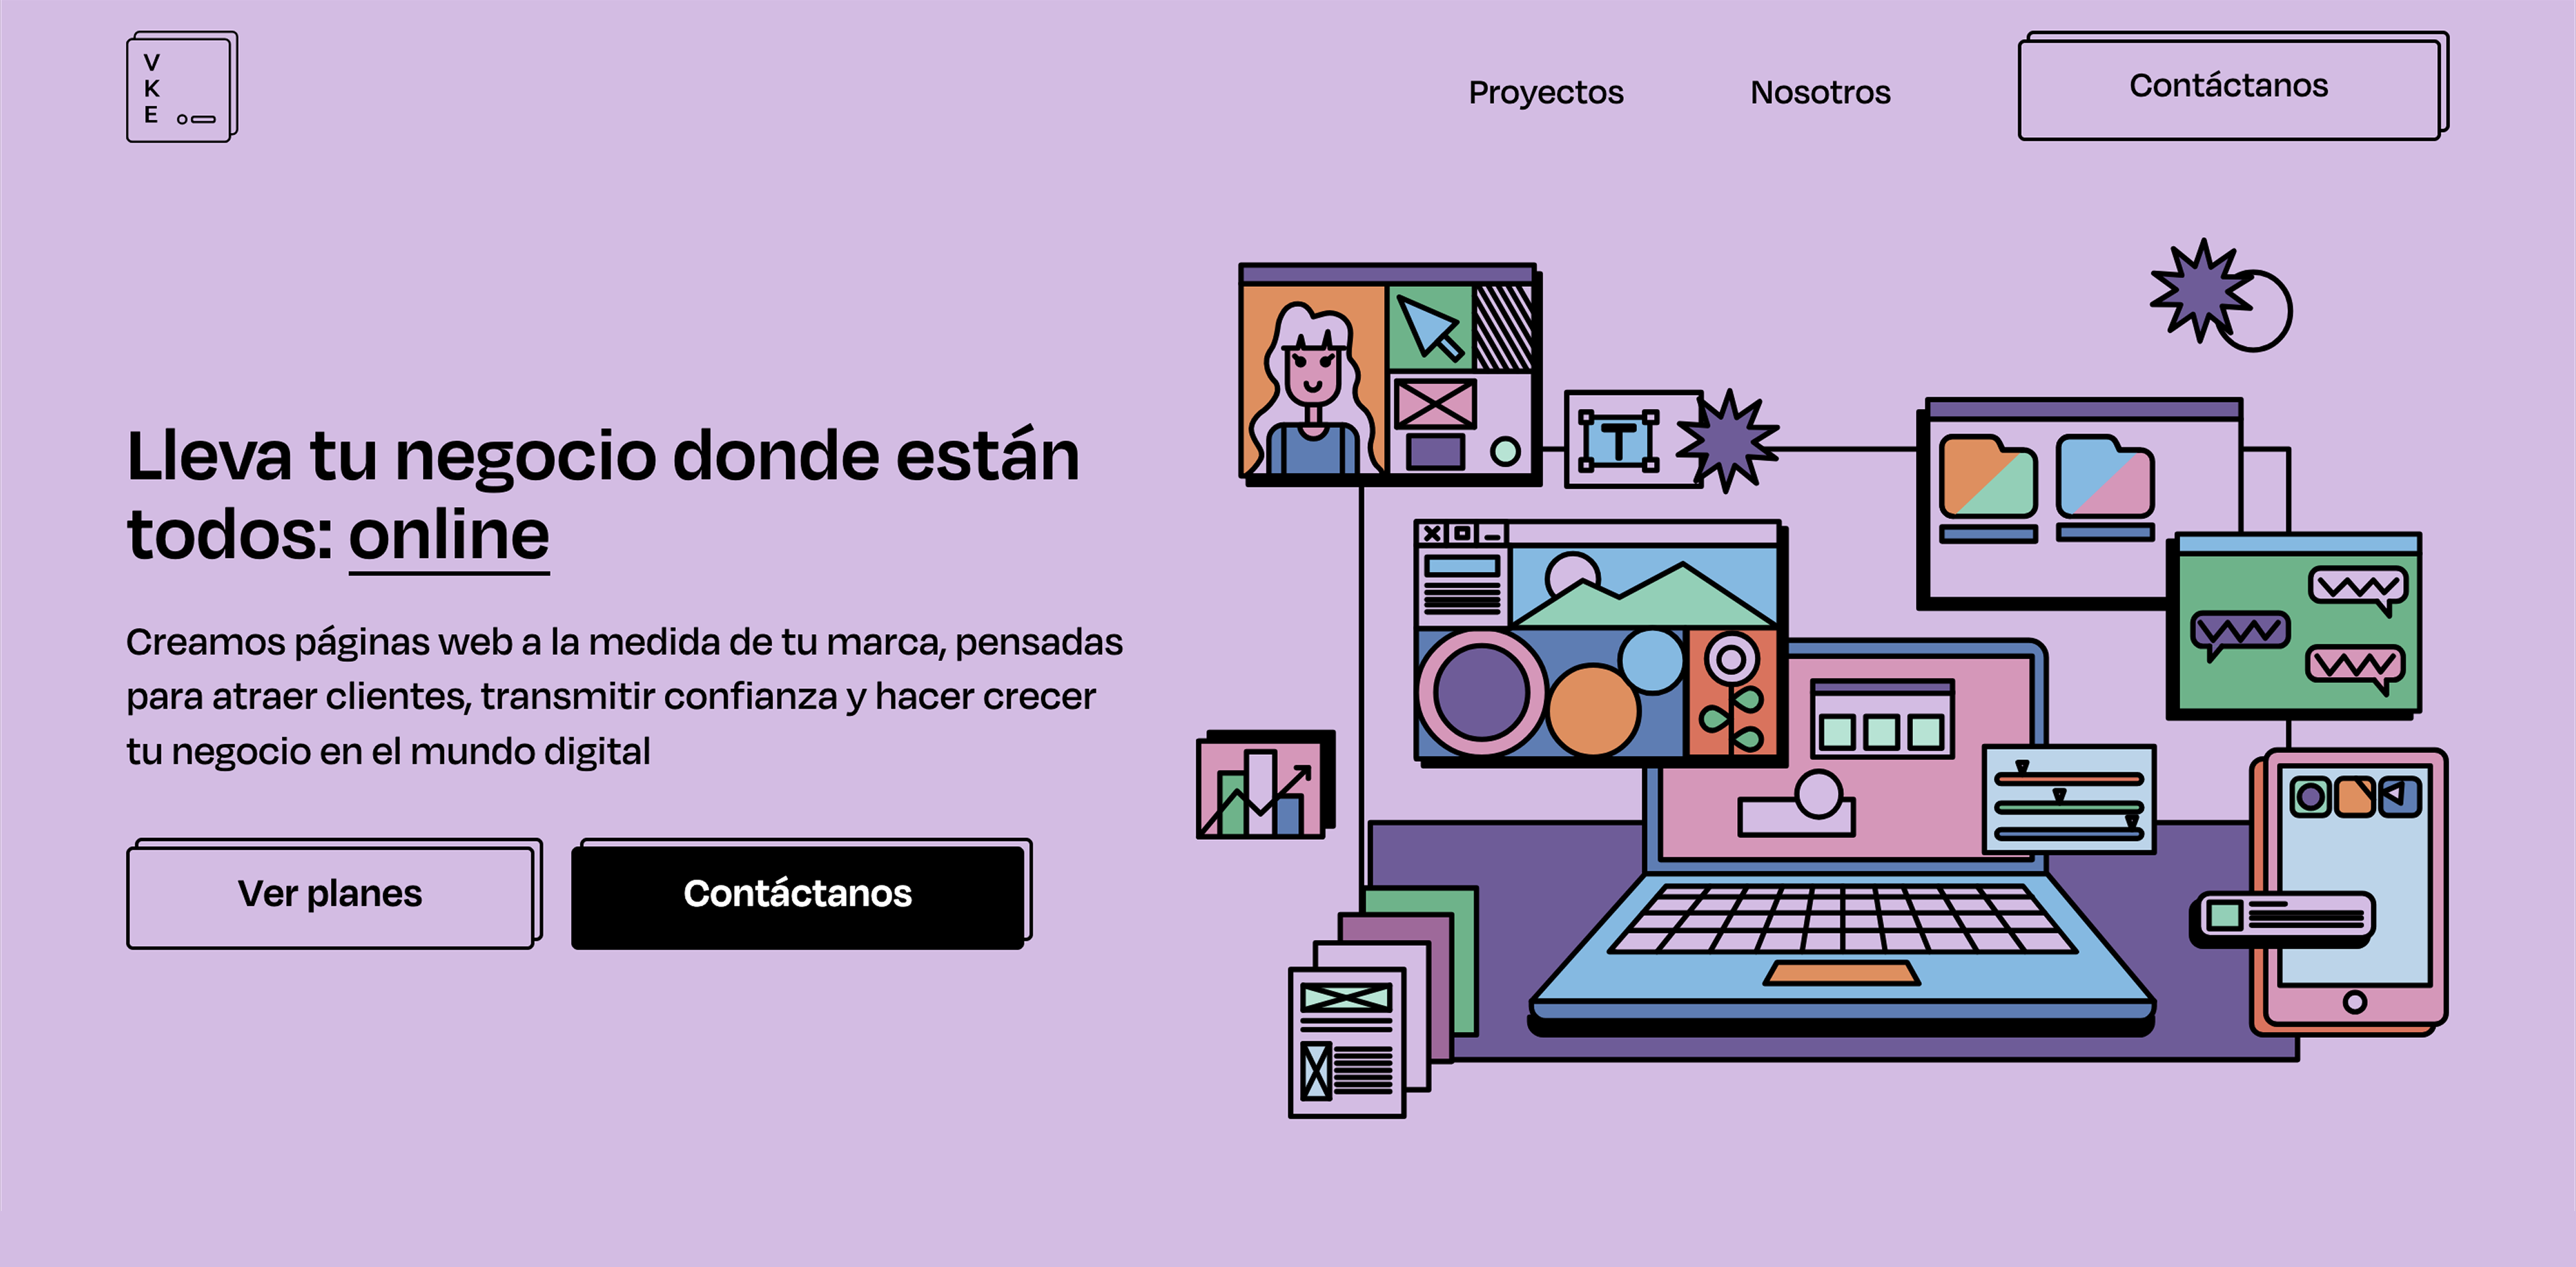 V
K
E
Proyectos
Nosotros
Contáctanos
Lleva tu negocio donde están
todos: online
Creamos páginas web a la medida de tu marca, pensadas
para atraer clientes, transmitir confianza y hacer crecer
tu negocio en el mundo digital
Ver planes
Contáctanos
T